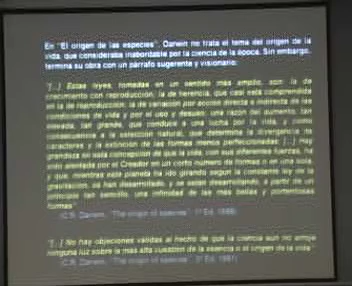 En "El origen de las especies", Darwin no trata el tema del origen de la
vida, que consideraba inabordable por la ciencia de la época. Sin embargo,
termina su obra con un párrafo sugerente y visionario:
"[...] Estas leyes, tomadas en un sentido más amplio, son: la de
crecimiento con reproducción; la de herencia, que casi está comprendida
en la de reproducción; la de variación por acción directa e indirecta de las
condiciones de vida y por el uso y desuso; una razón del aumento, tan
elevada, tan grande, que conduce a una lucha por la vida, y como
consecuencia a la selección natural, que determina la divergencia de
caracteres y la extinción de las formas menos perfeccionadas. [...] Hay
grandeza en esta concepción de que la vida, con sus diferentes fuerzas, ha
sido alentada por el Creador en un corto número de formas o en una sola,
y que, mientras este planeta ha ido girando según la constante ley de la
gravitación, se han desarrollado, y se están desarrollando, a partir de un
principio tan sencillo, una infinidad de las más bellas y portentosas
formas"
(C.R. Darwin, "The origin of species"
"[...] No hay objeciones válidas al hecho de que la ciencia aun no arroje
ninguna luz sobre la más alta cuestión de la esencia o el origen de la vida"
(C.R. Darwin, "The origin of species"